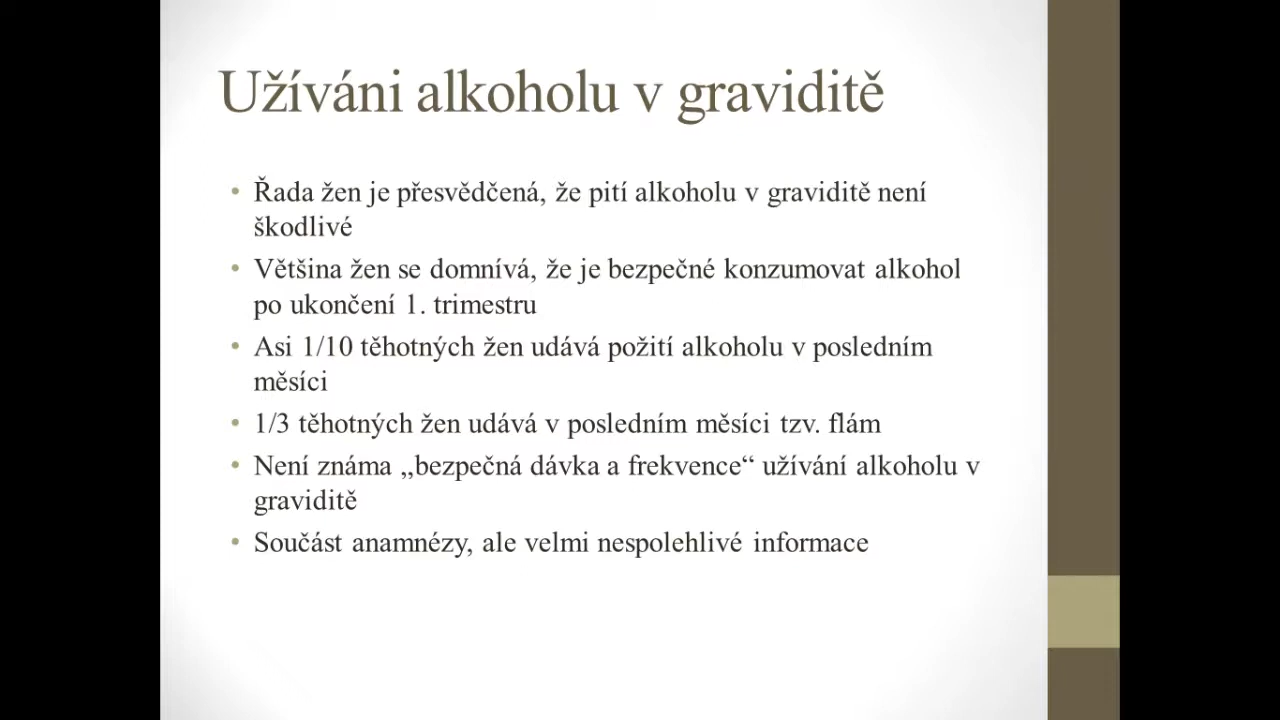 Užíváni alkoholu v graviditě
• Řada žen je přesvědčená, že pití alkoholu v graviditě není
škodlivé
• Většina žen se domnívá, že je bezpečné konzumovat alkohol
po ukončení 1. trimestru
• Asi 1/10 těhotných žen udává požití alkoholu v posledním
měsíci
• 1/3 těhotných žen udává v posledním měsíci tzv. flám
• Není známa „bezpečná dávka a frekvence“ užívání alkoholu v
graviditě
• Součást anamnézy, ale velmi nespolehlivé informace